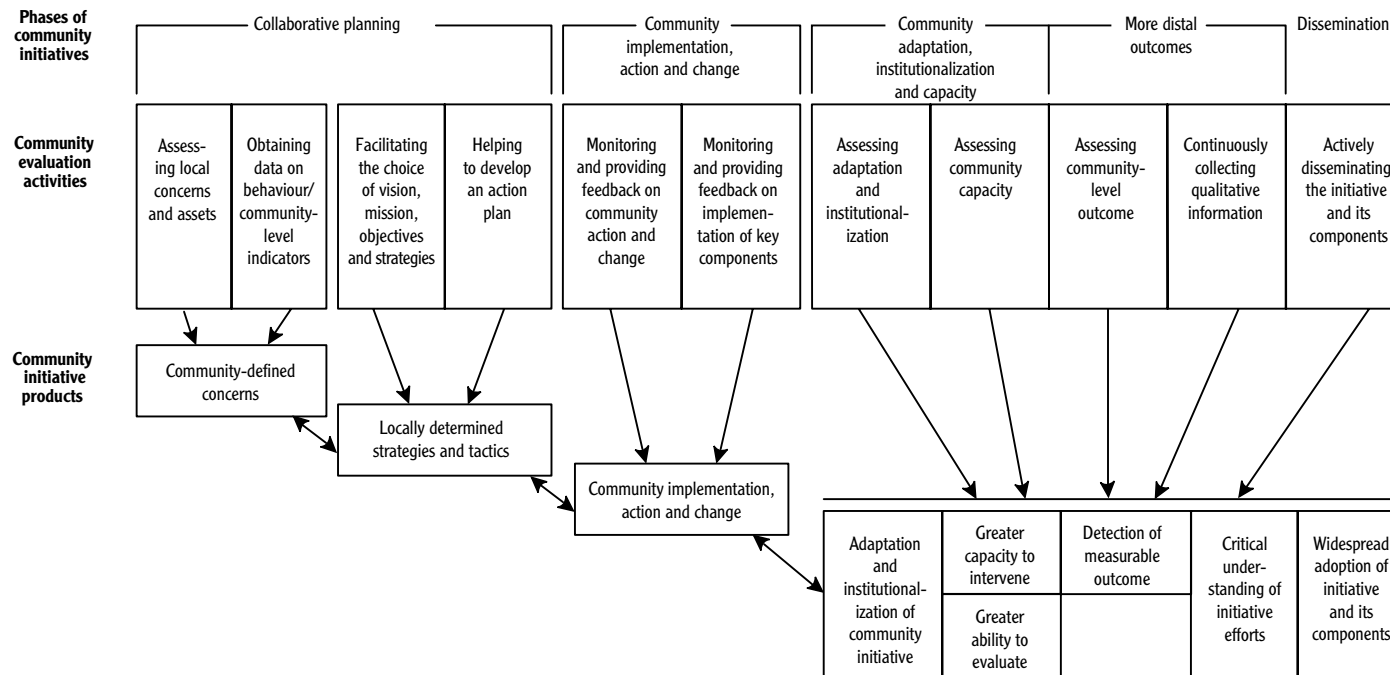 Phases of
community
initiatives
Collaborative planning
Community
implementation,
action and change
Community
adaptation,
institutionalization
and capacity
More distal
outcomes
Dissemination
Community
evaluation
activities
Assess-
ing local
concerns
and assets
Obtaining
data on
behaviour/
community-
level
indicators
Facilitating
the choice
of vision,
mission,
objectives
and strategies
Helping
to develop
an action
plan
Monitoring
and providing
feedback on
community
action and
change
Monitoring
and providing
feedback on
implemen-
tation of key
components
Assessing
adaptation
and
institutional-
ization
Assessing
community
capacity
Assessing
community-
level outcome
Continuously
collecting
qualitative
information
Actively
disseminating
the initiative
and its
components
Community
initiative
products
Community-defined
concerns
Locally determined
strategies and tactics
Community implementation,
action and change
Adaptation
and
institutional-
ization of
community
initiative
Greater
capacity to
intervene
Greater
ability to
evaluate
Detection of
measurable
outcome
Critical
under-
standing of
initiative
efforts
Widespread
adoption of
initiative
and its
components